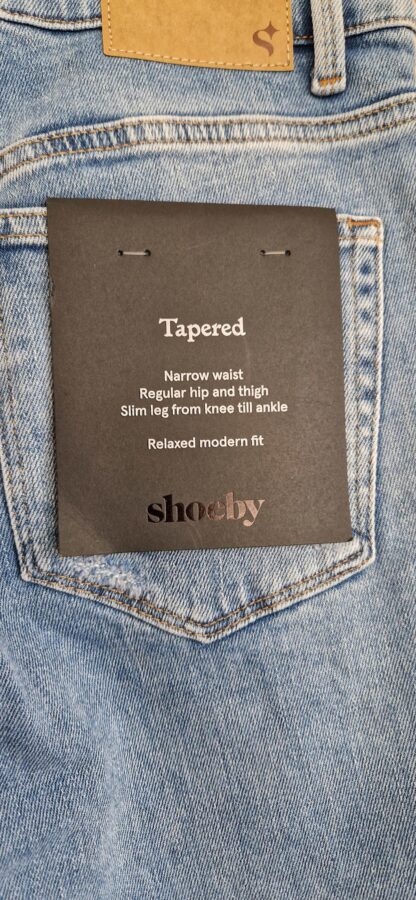 Tapered
Narrow waist
Regular hip and thigh
Slim leg from knee till ankle
Relaxed modern fit
shoeby